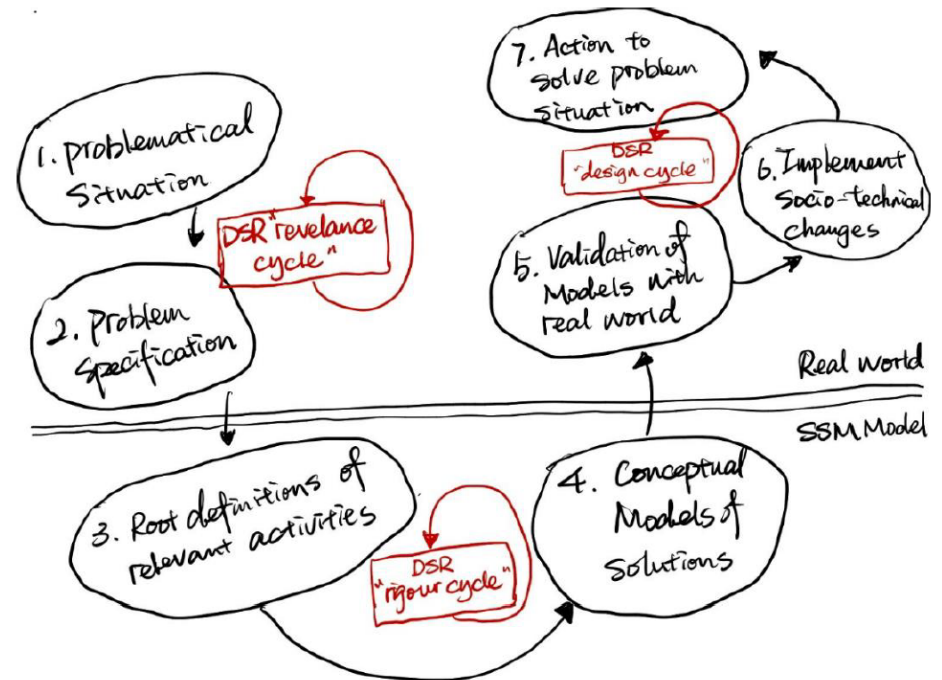 1. Problematical
Situation
DSR "revelance
cycle"
2. Problem
Specification
3. Root definitions of
relevant activities
DSR
"rigour cycle"
4. Conceptual
Models of
Solutions
5. Validation of
Models with
real world
DSR
"design cycle"
6. Implement
Socio-technical
changes
7. Action to
solve problem
situation
Real world
SSM Model